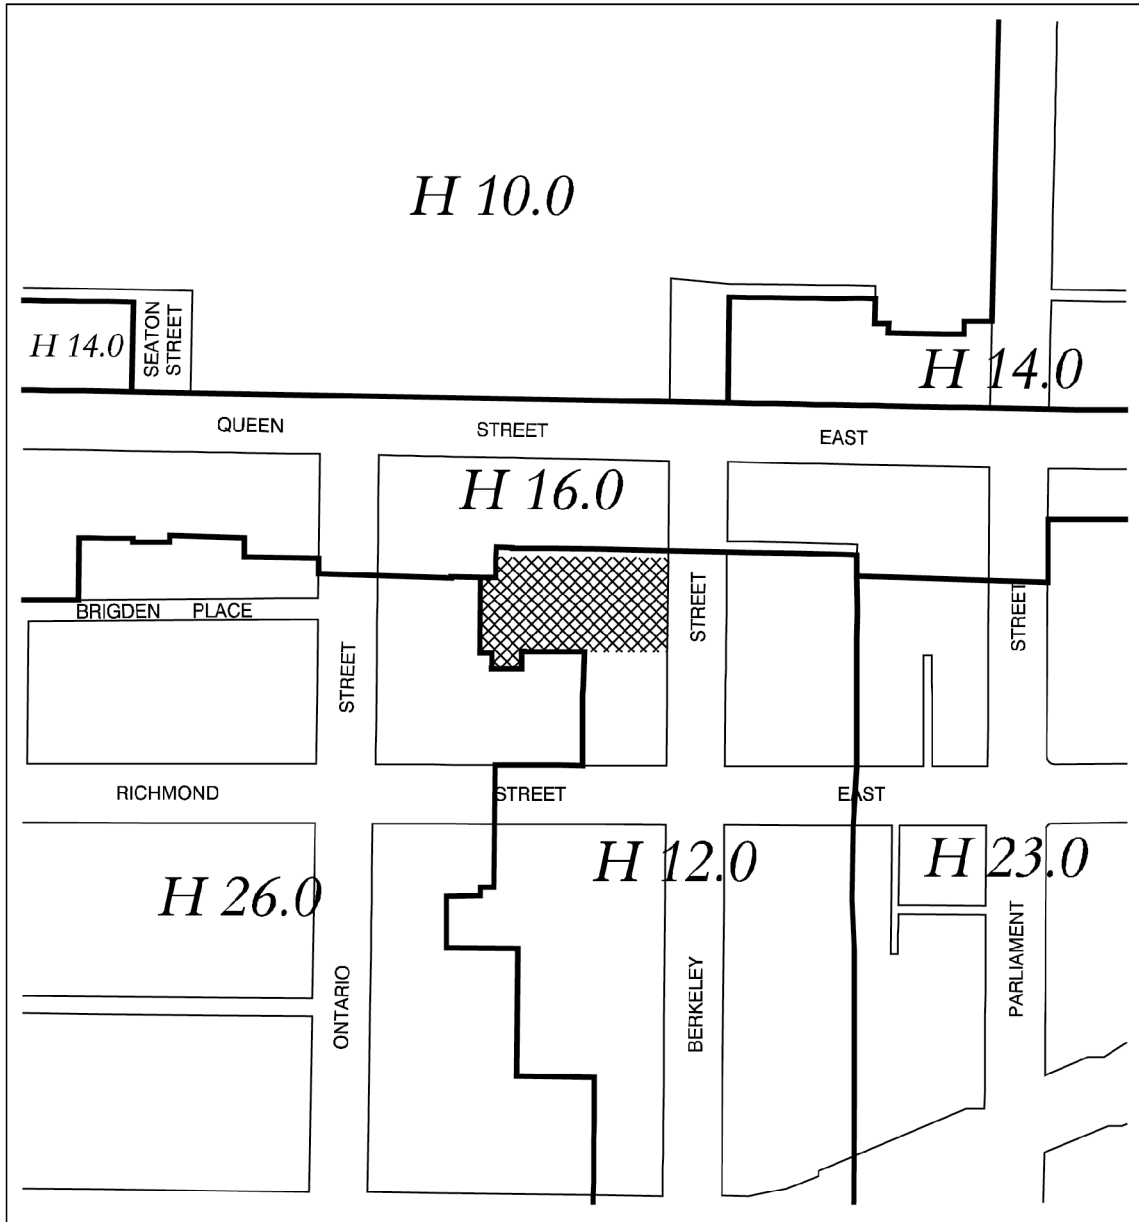 H 10.0
H 14.0
SEATON
STREET
H 14.0
QUEEN STREET EAST
H 16.0
BRIGDEN PLACE
STREET
STREET
STREET
RICHMOND STREET EAST
H 12.0
H 23.0
H 26.0
ONTARIO
BERKELEY
PARLIAMENT